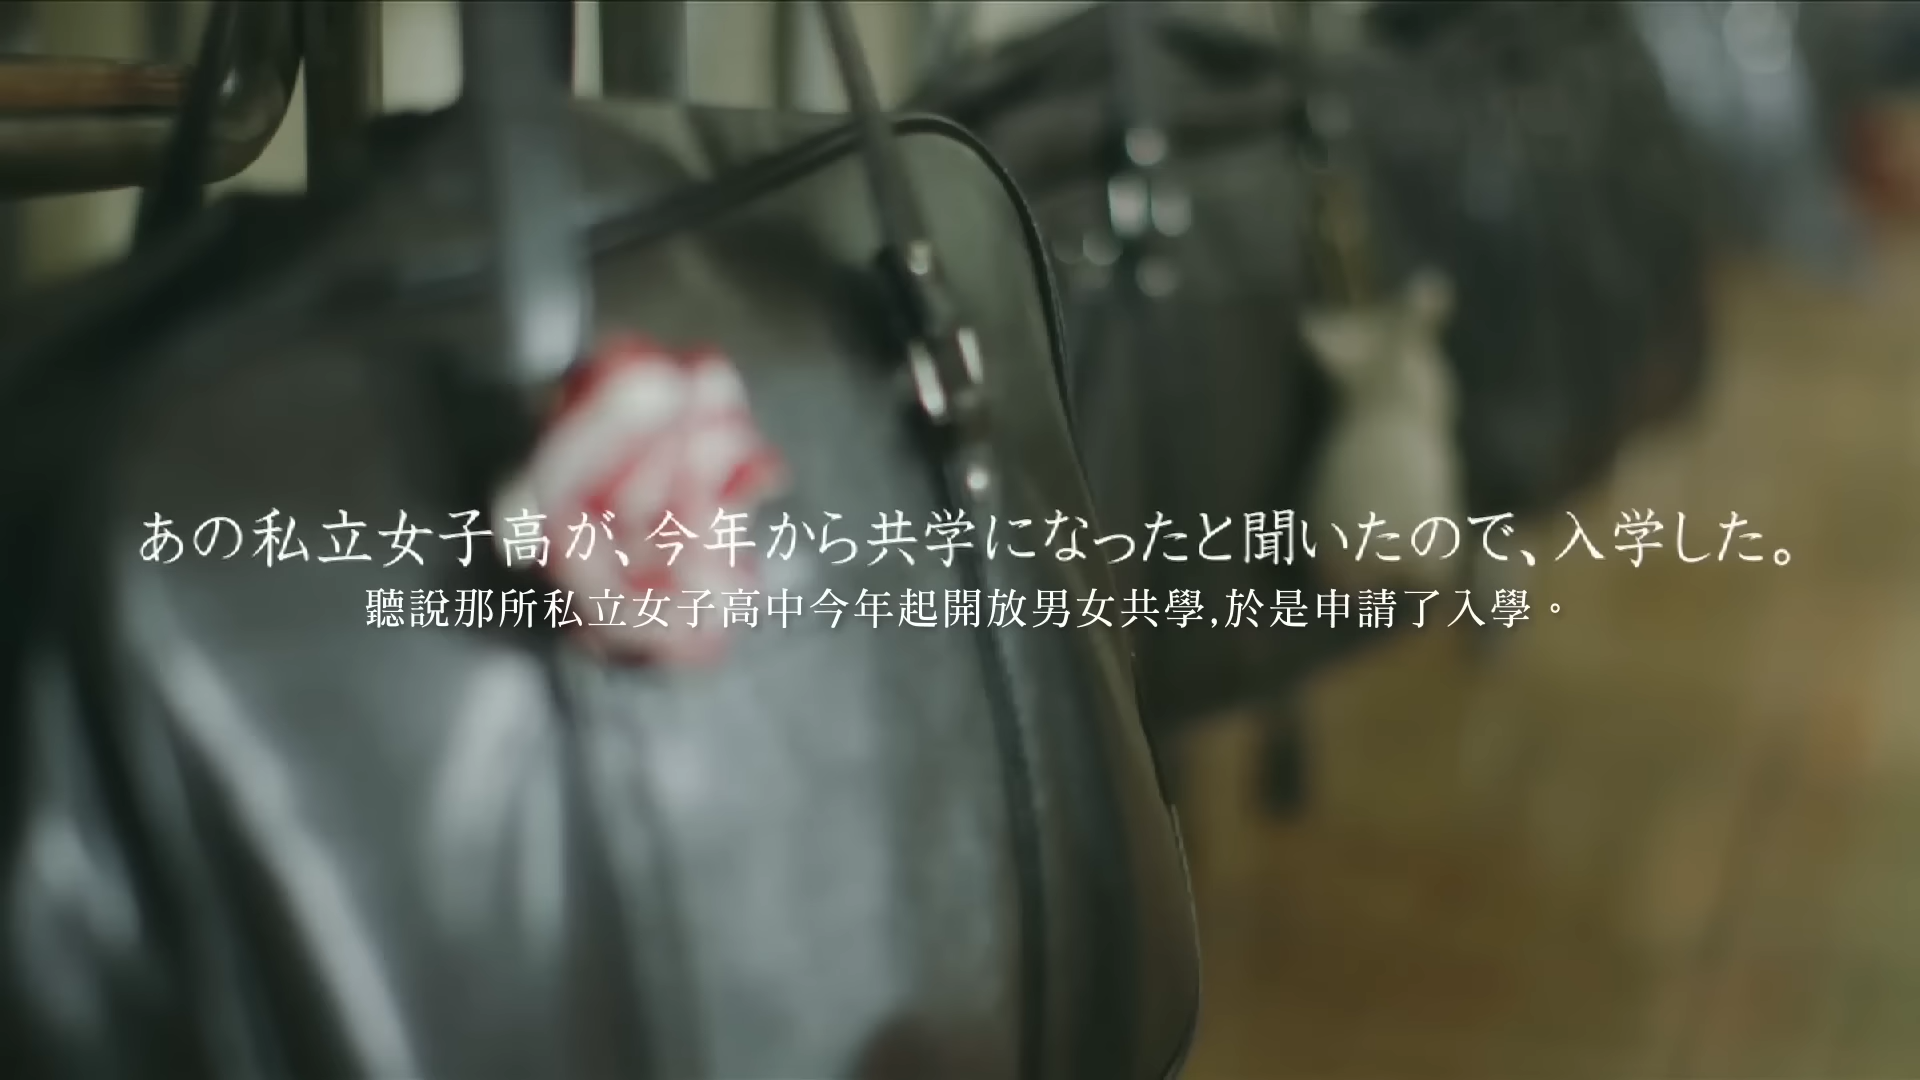 あの私立女子高が、今年から共学になったと聞いたので、入学した。
聽說那所私立女子高中今年起開放男女共學,於是申請了入學。